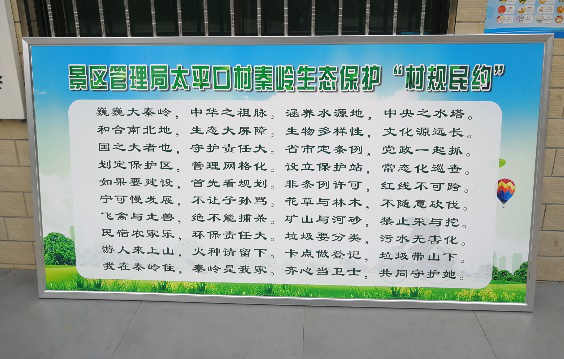 景区管理局太平口村秦岭生态保护“村规民约”
巍巍大秦岭，中华之祖脉。涵养水源地，中央之水塔。
和合南北地，生态大屏障。生物多样性，文化源远长。
国之大者也，守护责任大。省市定条例，党政一起抓。
划定保护区，管理网格化。设立保护站，常态化巡查。
如果要建设，首先看规划。非条例许可，红线不可跨。
宁可慢发展，不让子孙骂。花草与林木，不随意砍伐。
飞禽与走兽，绝不能捕杀。矿山与河砂，禁止采与挖。
民俗农家乐，环保责任大。垃圾要分类，污水无害化。
游人来上山，火种请留下。卡点做登记，垃圾带山下。
我在秦岭住，秦岭是我家。齐心当卫士，共同守护她。